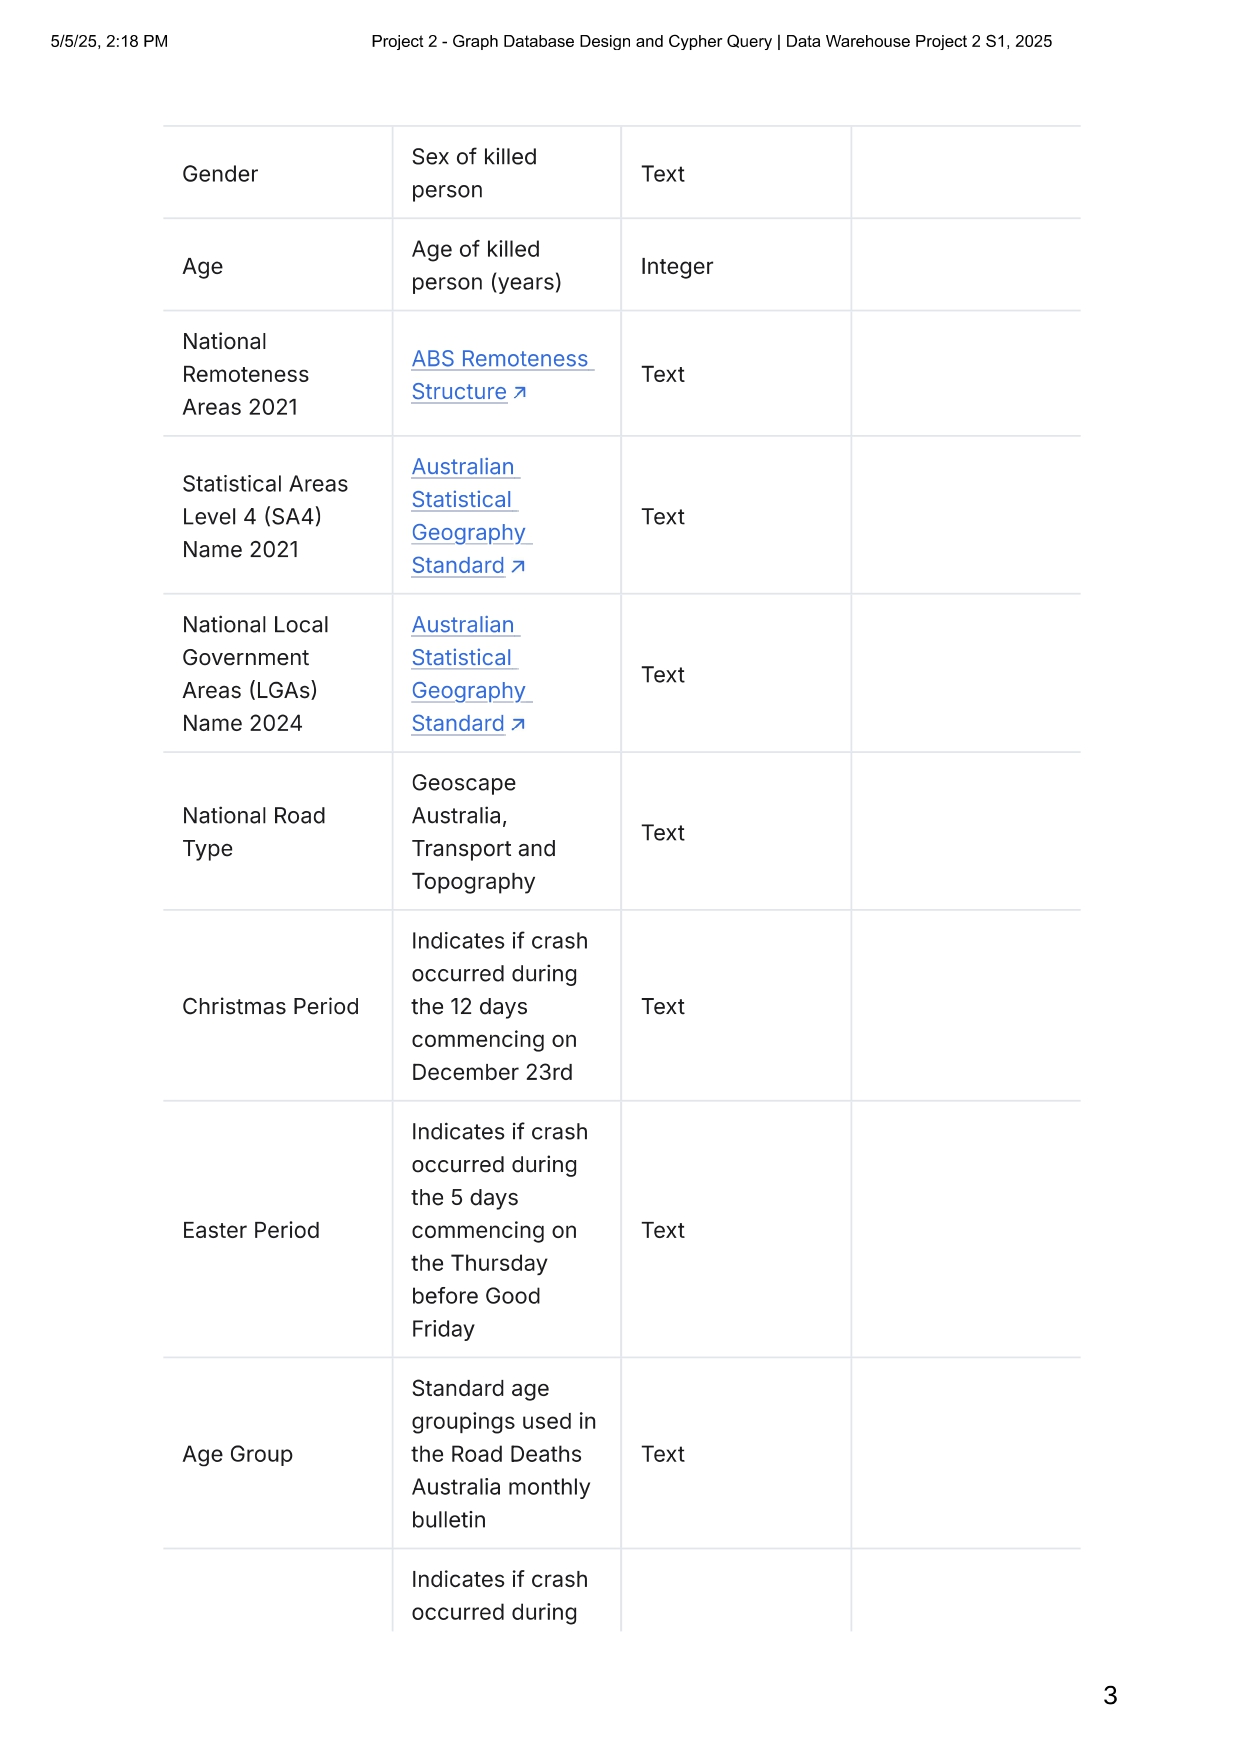 5/5/25, 2:18 PM
Project 2 - Graph Database Design and Cypher Query | Data Warehouse Project 2 S1, 2025
Gender
Sex of killed
person
Text
Age
Age of killed
person (years)
Integer
National
Remoteness
Areas 2021
ABS Remoteness
Structure ↗
Text
Statistical Areas
Level 4 (SA4)
Name 2021
Australian
Statistical
Geography
Standard ↗
Text
National Local
Government
Areas (LGAs)
Name 2024
Australian
Statistical
Geography
Standard ↗
Text
National Road
Type
Geoscape
Australia,
Transport and
Topography
Text
Christmas Period
Indicates if crash
occurred during
the 12 days
commencing on
December 23rd
Text
Easter Period
Indicates if crash
occurred during
the 5 days
commencing on
the Thursday
before Good
Friday
Text
Age Group
Standard age
groupings used in
the Road Deaths
Australia monthly
bulletin
Text
Indicates if crash
occurred during
3